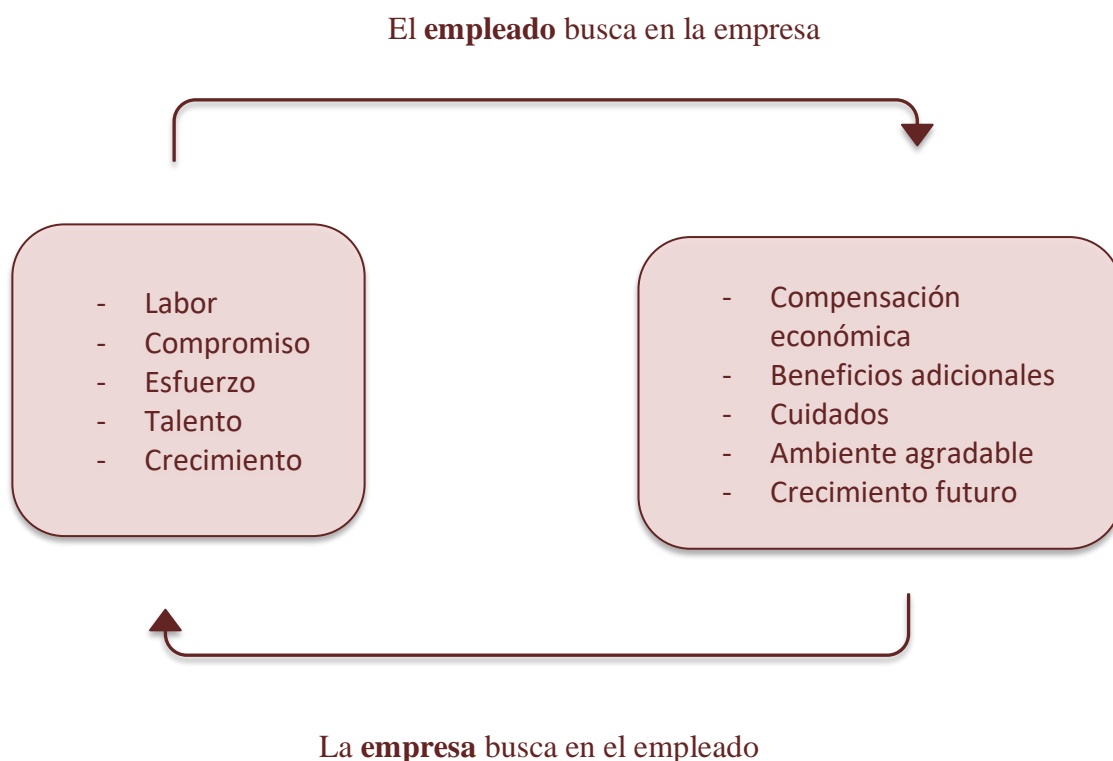 El empleado busca en la empresa
- Labor
- Compromiso
- Esfuerzo
- Talento
- Crecimiento
- Compensación
económica
- Beneficios adicionales
- Cuidados
- Ambiente agradable
- Crecimiento futuro
La empresa busca en el empleado